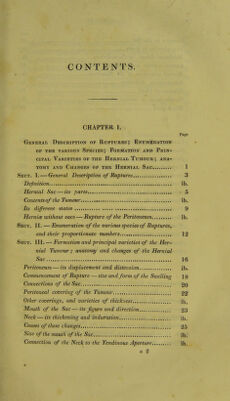 CONTENTS.
CHAPTER I.
Page
General Description of Ruptures; Enumeration
of the various Species; Formation and Prin-
cipal Varieties of the Hernial Tumour; Ana-
tomy and Changes of the Hernial Sac............ 1
Sect. I.—General Description of Ruptures............ 3
Definition............ ib.
Hernial Sac—its parts............ 5
Contents of the Tumour............ ib.
Its different states............ 9
Herniæ without sacs—Rupture of the Peritoneum............ ib.
Sect. II. — Enumeration of the various species of Ruptures,
and their proportionate numbers............ 12
Sect. III. — Formation and principal varieties of the Her-
nial Tumour; anatomy and changes of the Hernial
Sac............ 16
Peritoneum — its displacement and distension............ ib.
Commencement of Rupture — size and form of the Swelling 18
Connections of the Sac............ 20
Peritoneal covering of the Tumour............ 22
Other coverings, and varieties of thickness............ ib.
Mouth of the Sac — its figure and direction............ 23
Neck — its thickening and induration............ ib.
Causes of these changes............ 25
Size of the mouth of the Sac............ ib.
Connection of the Neck to the Tendinous Aperture............ ib.
a 2